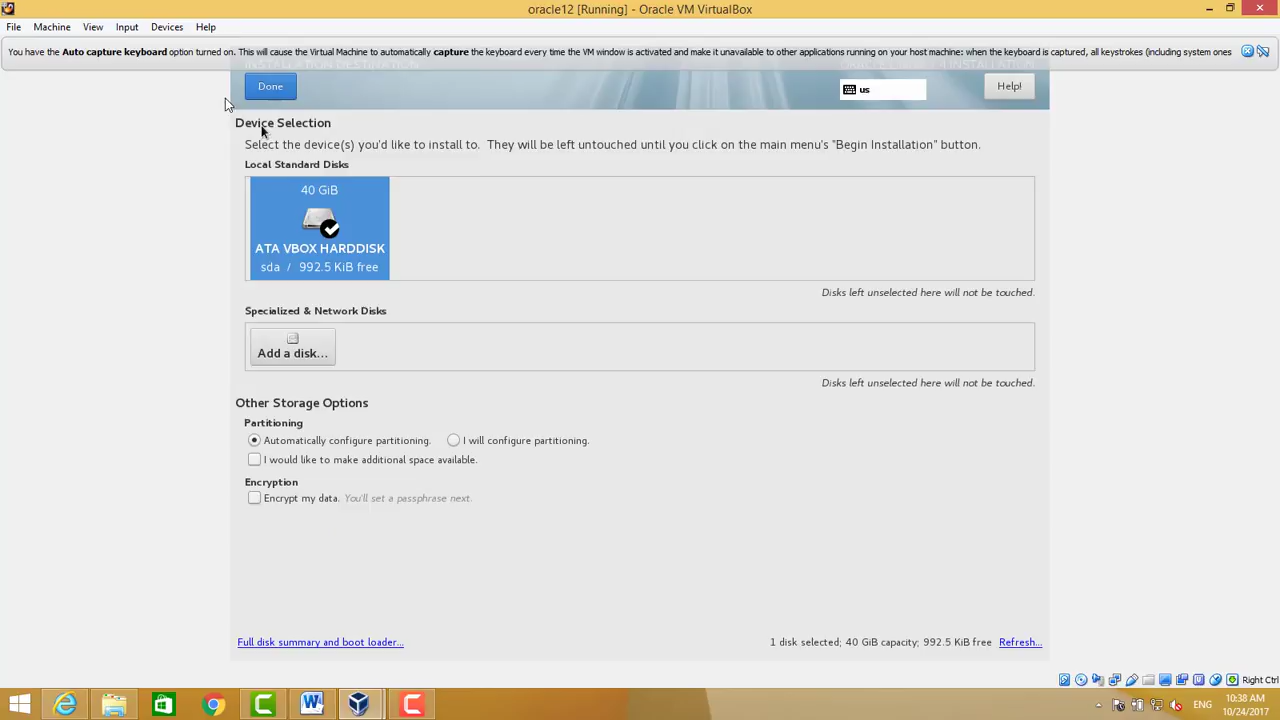 oracle12 [Running] - Oracle VM VirtualBox
File Machine View Input Devices Help
You have the Auto capture keyboard option turned on. This will cause the Virtual Machine to automatically capture the keyboard every time the VM window is activated and make it unavailable to other applications running on your host machine: when the keyboard is captured, all keystrokes (including system ones
INSTALLATION DESTINATION
Done
us
Help!
Device Selection
Select the device(s) you'd like to install to. They will be left untouched until you click on the main menu's "Begin Installation" button.
Local Standard Disks
40 GiB
ATA VBOX HARDDISK
sda / 992.5 KiB free
Disks left unselected here will not be touched.
Specialized & Network Disks
Add a disk...
Disks left unselected here will not be touched.
Other Storage Options
Partitioning
Automatically configure partitioning. I will configure partitioning.
I would like to make additional space available.
Encryption
Encrypt my data. You'll set a passphrase next.
Full disk summary and boot loader...
1 disk selected; 40 GiB capacity; 992.5 KiB free Refresh...
Right Ctrl
ENG
10:38 AM
10/24/2017